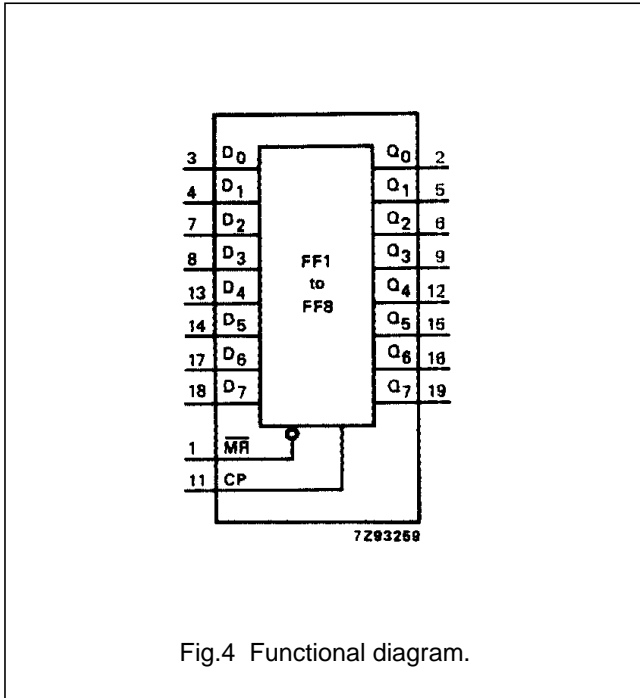 3 D0 Q0 2
4 D1 Q1 5
7 D2 Q2 6
8 D3 Q3 9
FF1
to
FF8
13 D4 Q4 12
14 D5 Q5 15
17 D6 Q6 16
18 D7 Q7 19
1 M̅R̅
11 CP
7Z93259
Fig.4 Functional diagram.